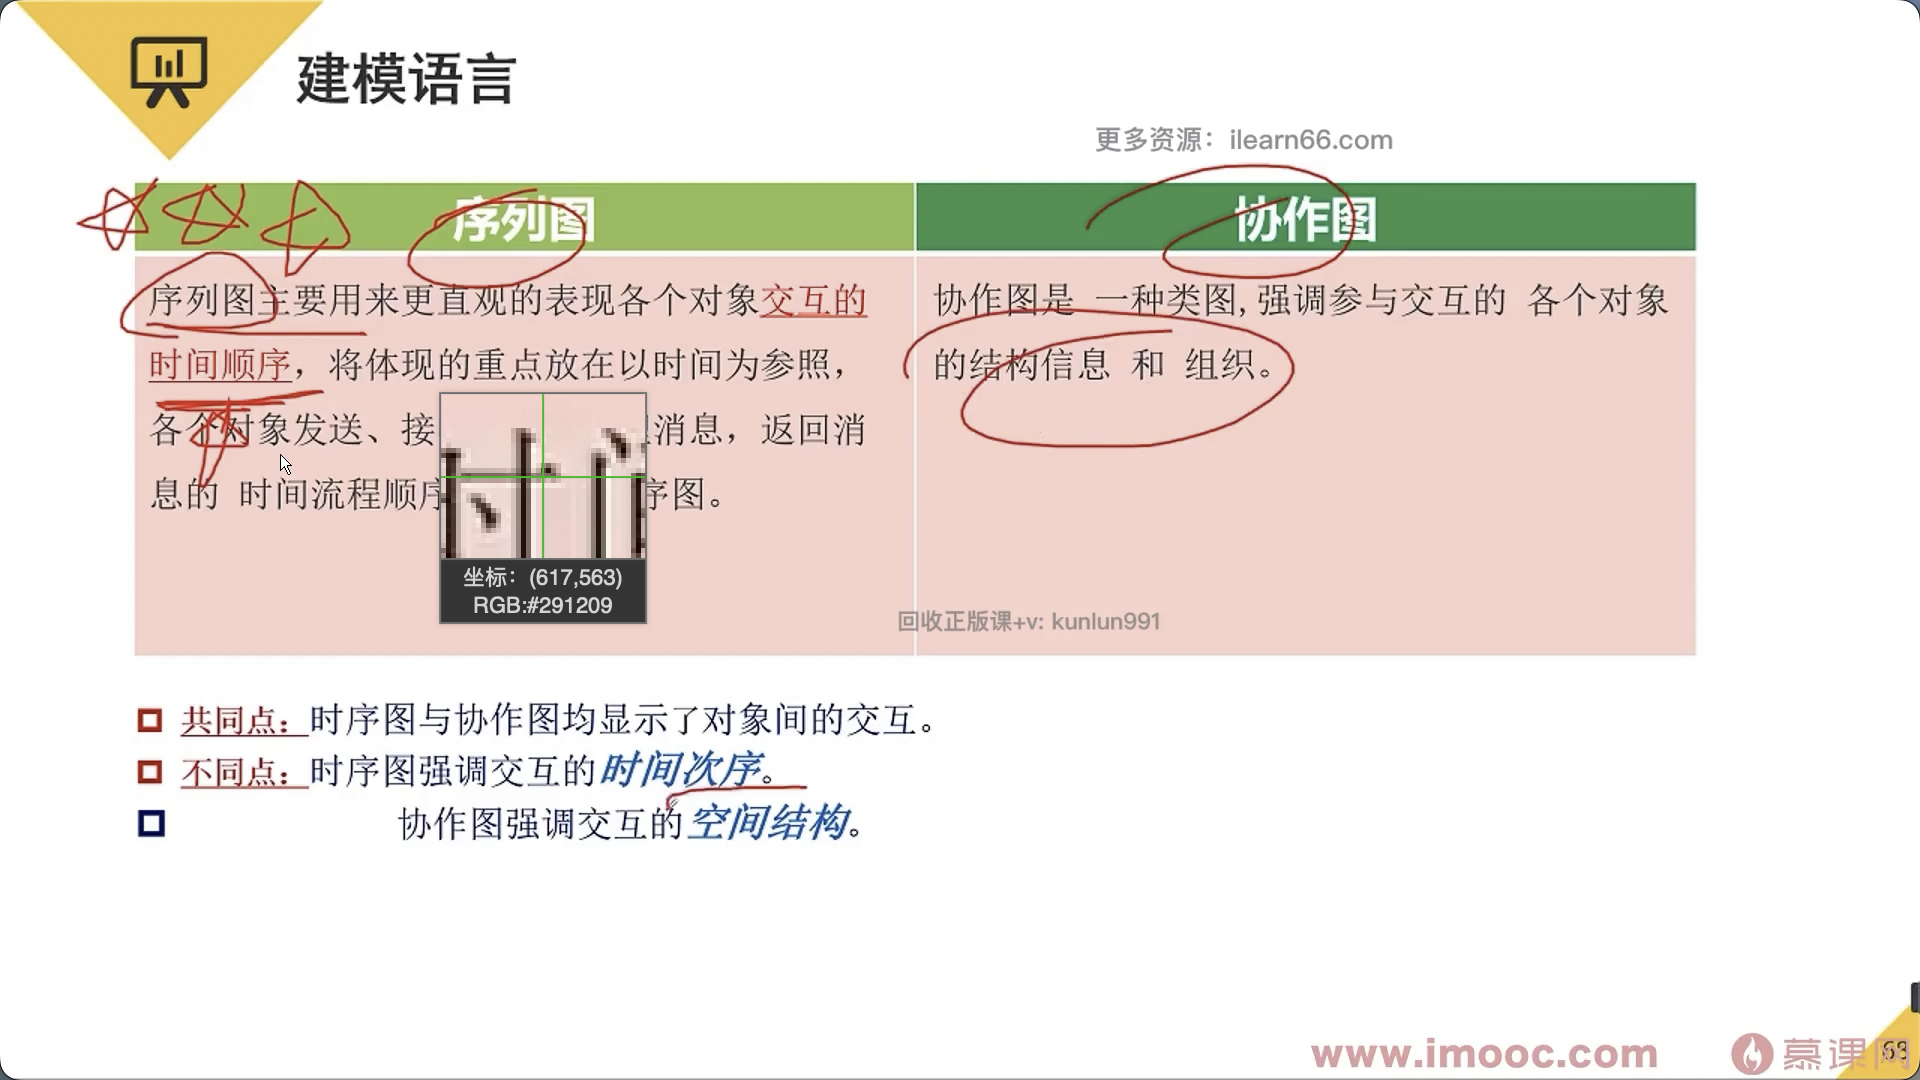 建模语言
更多资源：ilearn66.com
序列图
协作图
序列图主要用来更直观的表现各个对象交互的
时间顺序，将体现的重点放在以时间为参照，
各个对象发送、接 消息，返回消
息的 时间流程顺序 序图。
协作图是 一种类图,强调参与交互的 各个对象
的结构信息 和 组织。
坐标：(617,563)
RGB:#291209
回收正版课+v: kunlun991
共同点：时序图与协作图均显示了对象间的交互。
不同点：时序图强调交互的时间次序。
协作图强调交互的空间结构。
www.imooc.com
慕课网